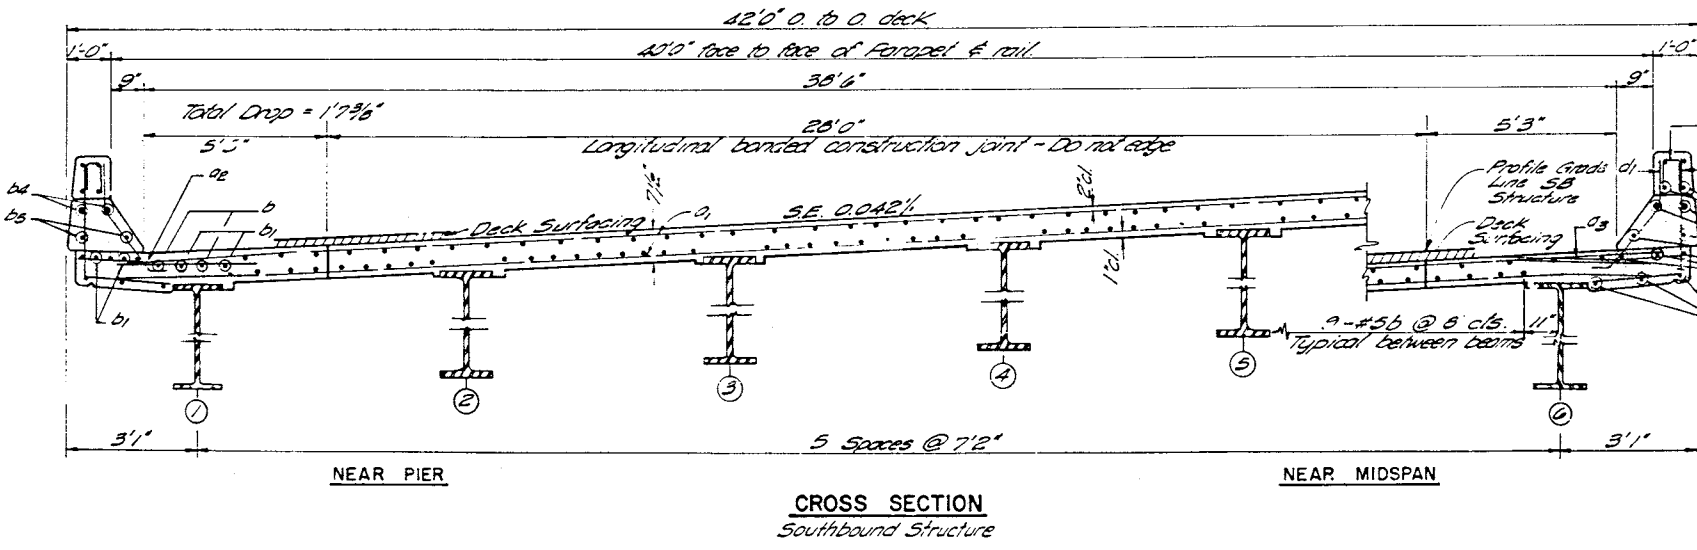 42'0" O. to O. deck
1'-0"
40'0" face to face of Parapet & rail.
1'-0"
9"
38'6"
9"
Total Drop = 1'7 3/8"
28'0"
5'3"
5'3"
Longitudinal bonded construction joint - Do not edge
a2
7 1/2"
2"cl.
Profile Grade
Line SB
Structure
d1
b4
b5
b
b1
Deck Surfacing
a1
S.E. 0.042'/'
1"cl.
Deck
Surfacing
a3
b1
9-#5b @ 8 cts.
11"
Typical between beams
1
2
3
4
5
6
3'1"
5 Spaces @ 7'2"
3'1"
NEAR PIER
NEAR MIDSPAN
CROSS SECTION
Southbound Structure